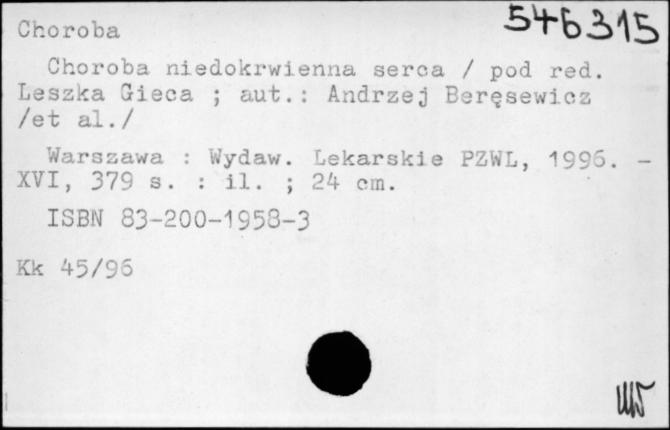 546315
Choroba
Choroba niedokrwienna serca / pod red.
Leszka Gieca ; aut.: Andrzej Beręsewicz
/et al./
Warszawa : Wydaw. Lekarskie PZWL, 1996. -
XVI, 379 s. : il. ; 24 cm.
ISBN 83-200-1958-3
Kk 45/96